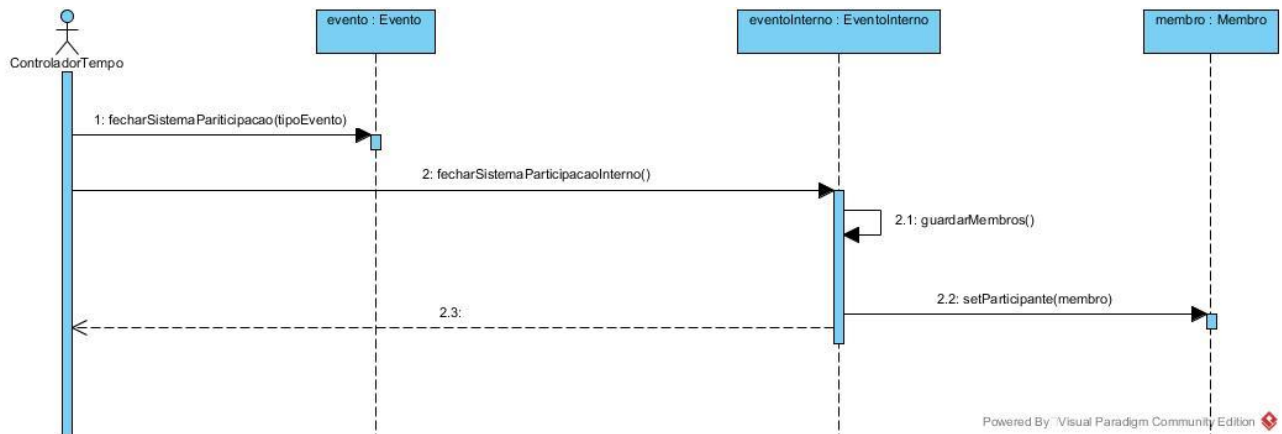 evento : Evento
eventoInterno : EventoInterno
membro : Membro
ControladorTempo
1: fecharSistemaPariticipacao(tipoEvento)
2: fecharSistemaParticipacaoInterno()
2.1: guardarMembros()
2.2: setParticipante(membro)
2.3:
Powered By Visual Paradigm Community Edition